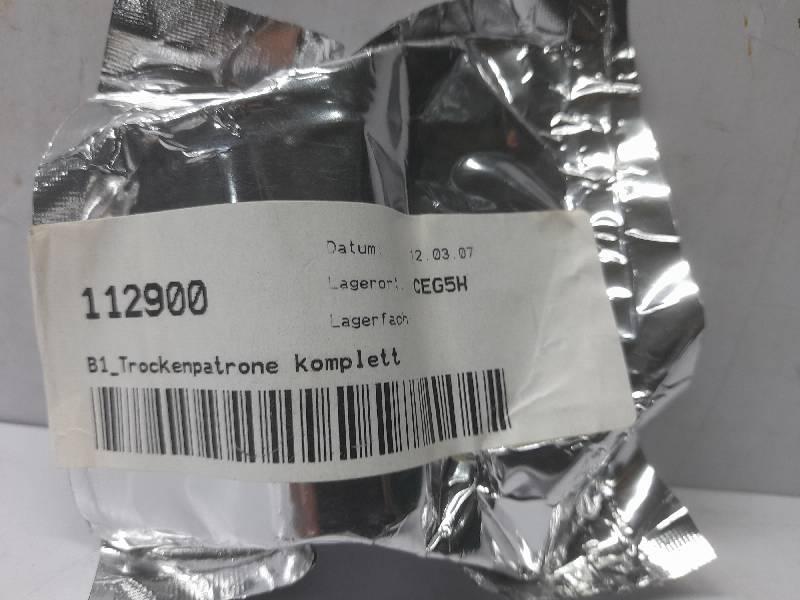 Datum: 12.03.07
112900
Lagerort: CEG5H
Lagerfach
B1_Trockenpatrone komplett